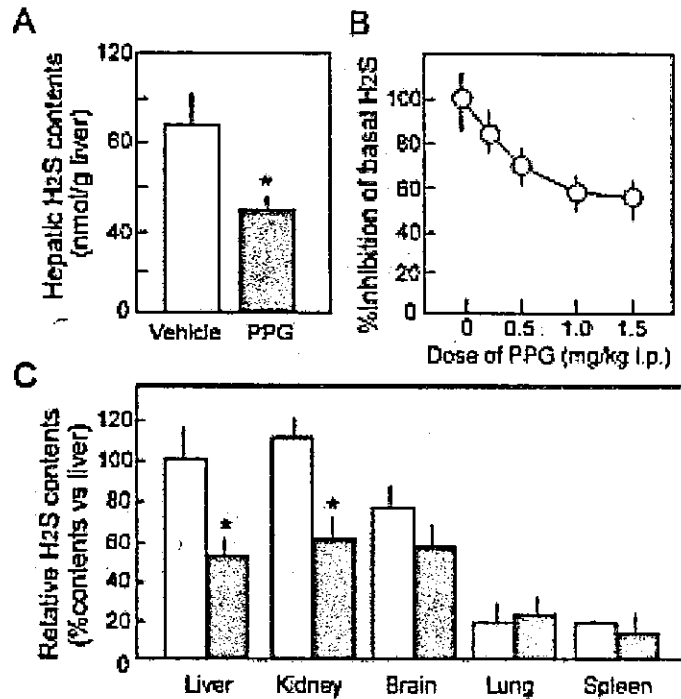 A
Hepatic H2S contents
(nmol/g liver)
120
60
40
0
*
Vehicle PPG
B
%Inhibition of basal H2S
100
80
60
40
100
0
0 0.5 1.0 1.5
Dose of PPG (mg/kg i.p.)
C
Relative H2S contents
(%contents vs liver)
120
100
80
60
40
20
0
* *
Liver Kidney Brain Lung Spleen